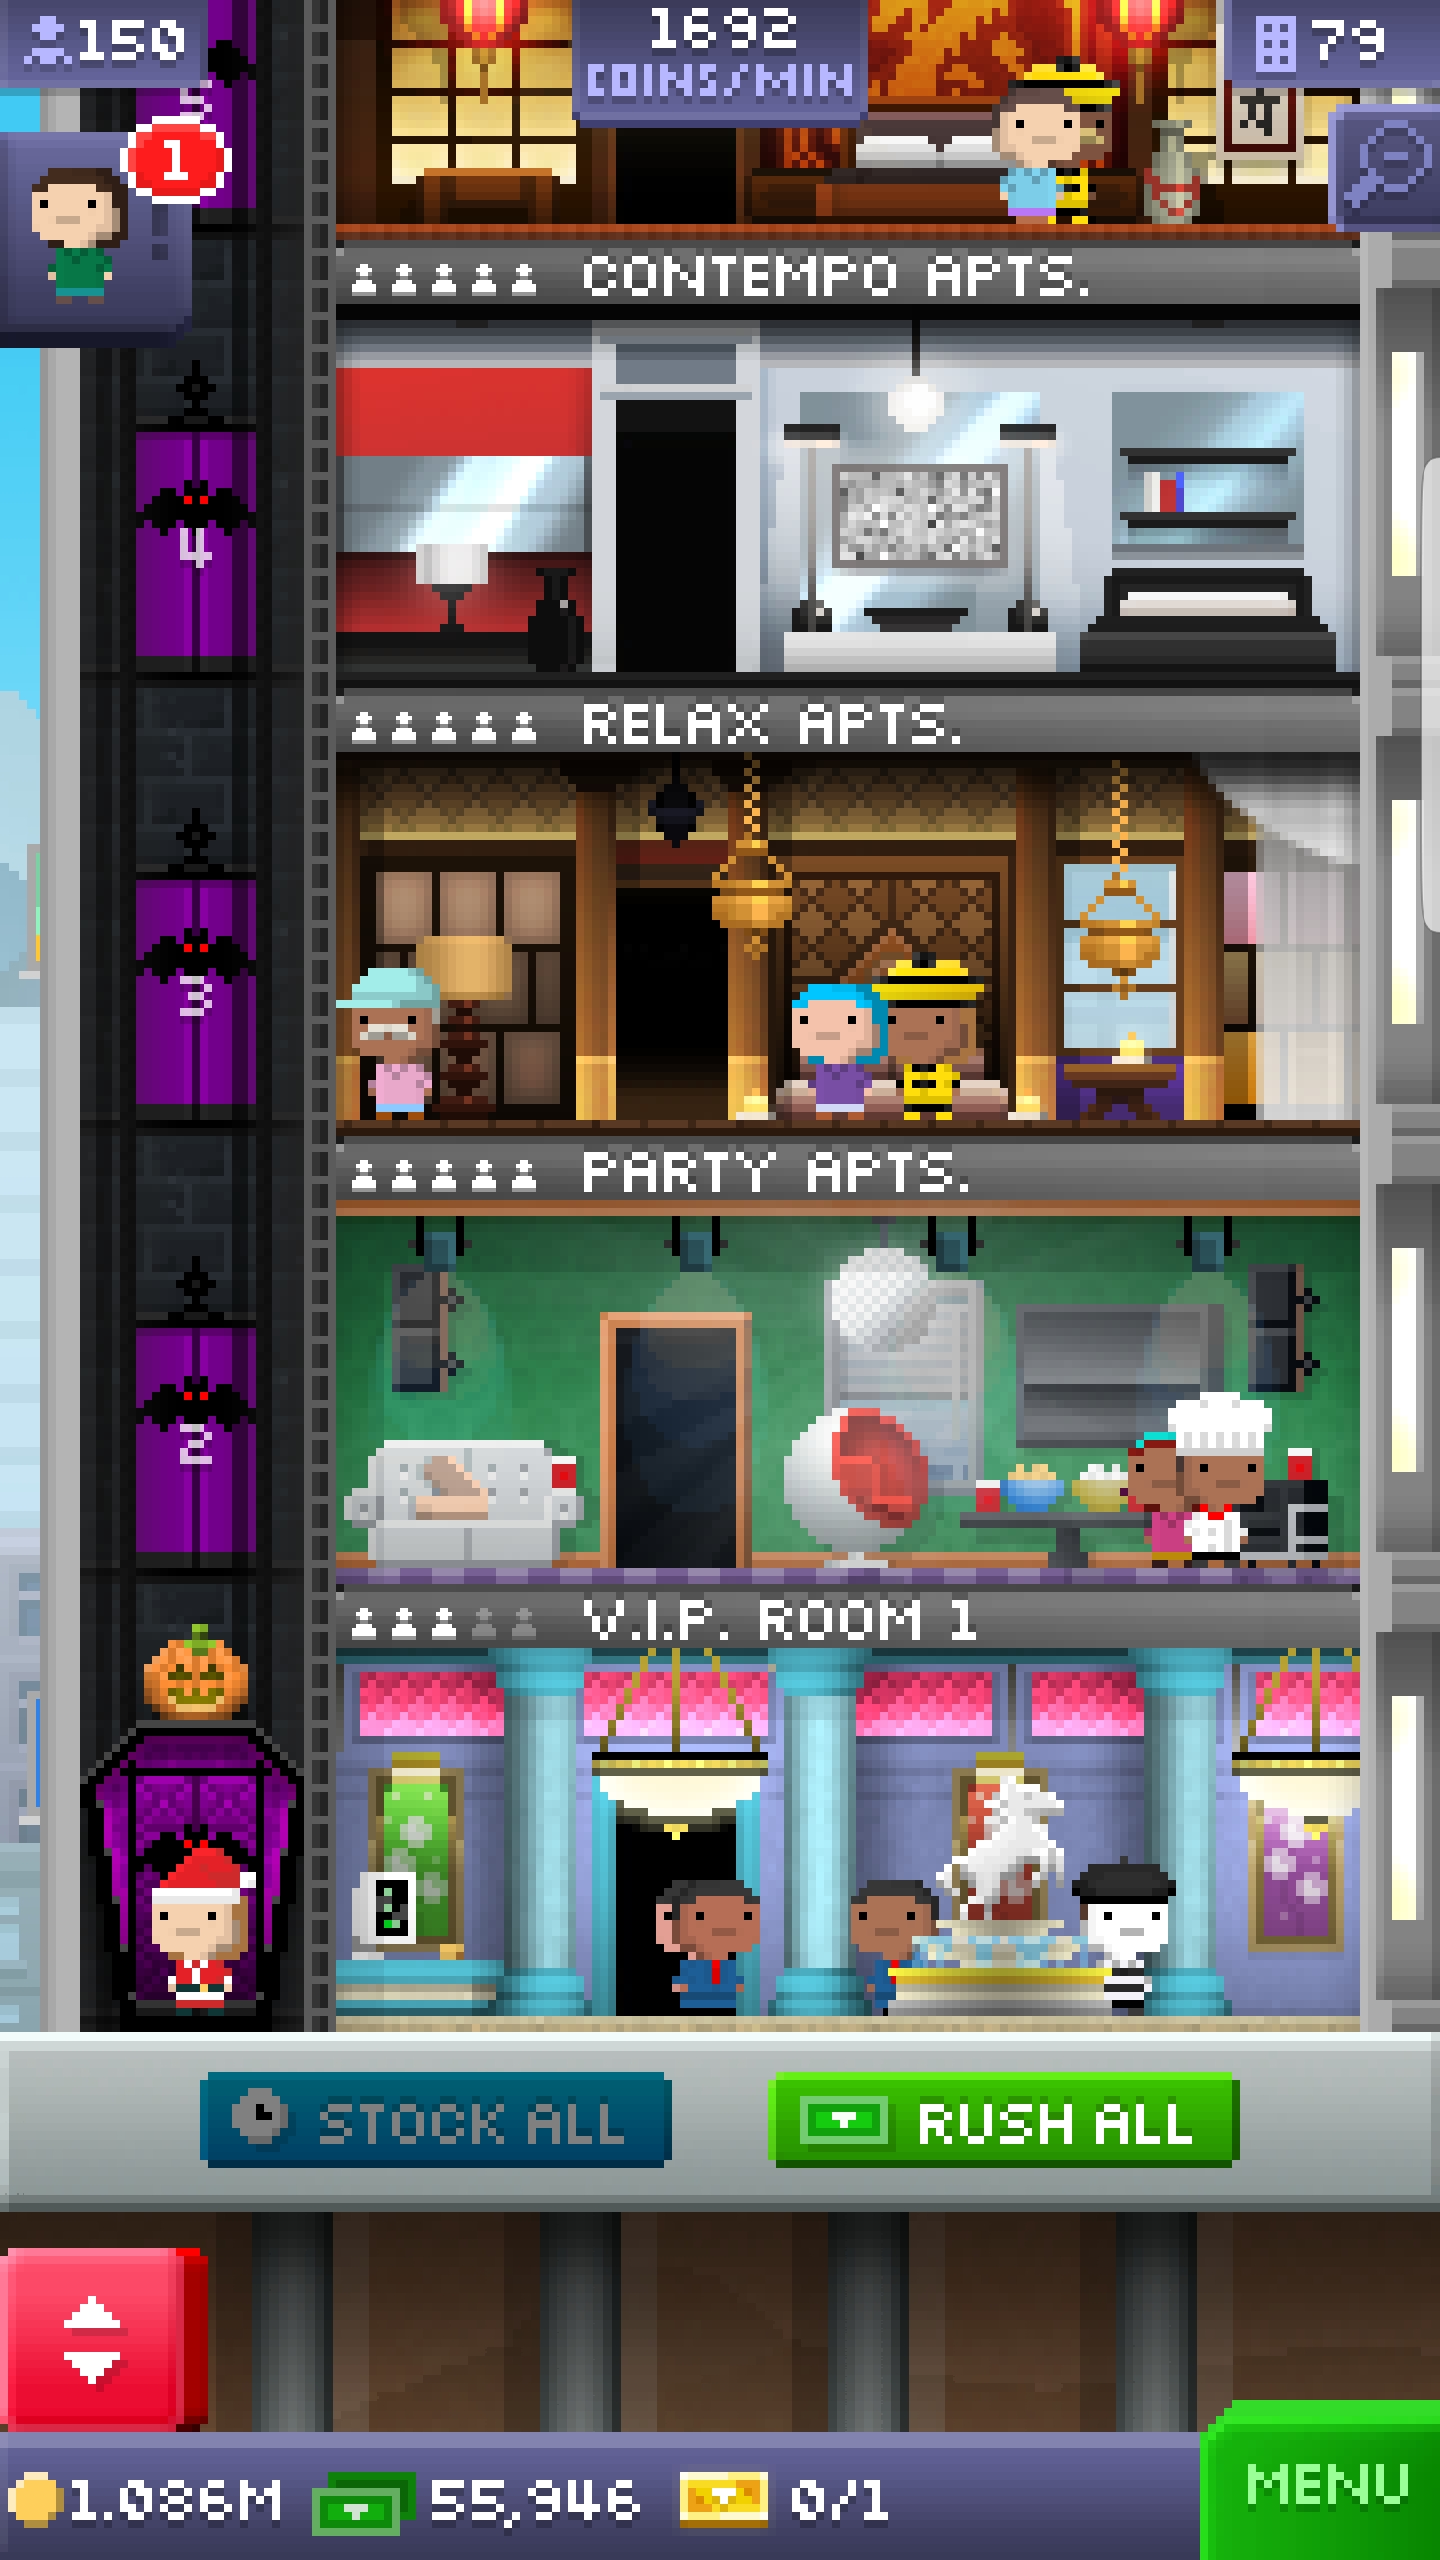 150
1692
COINS/MIN
79
5
1
CONTEMPO APTS.
4
RELAX APTS.
3
PARTY APTS.
2
V.I.P. ROOM 1
STOCK ALL
RUSH ALL
1.086M
55,946
0/1
MENU